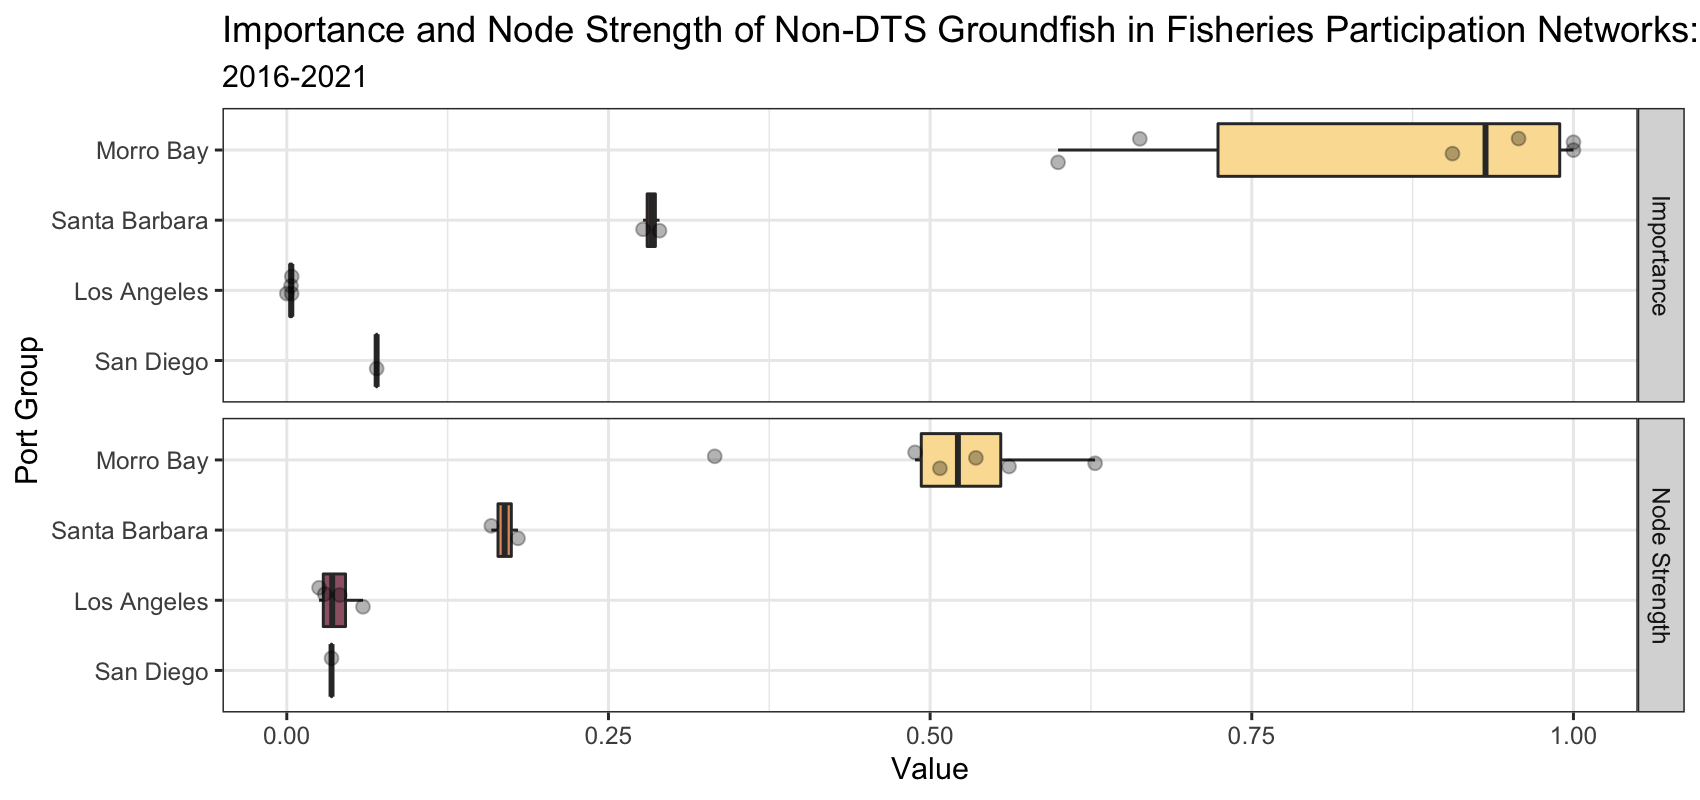 Importance and Node Strength of Non-DTS Groundfish in Fisheries Participation Networks:
2016-2021
Port Group
Morro Bay
Santa Barbara
Los Angeles
San Diego
Importance
Morro Bay
Santa Barbara
Los Angeles
San Diego
Node Strength
0.00 0.25 0.50 0.75 1.00
Value